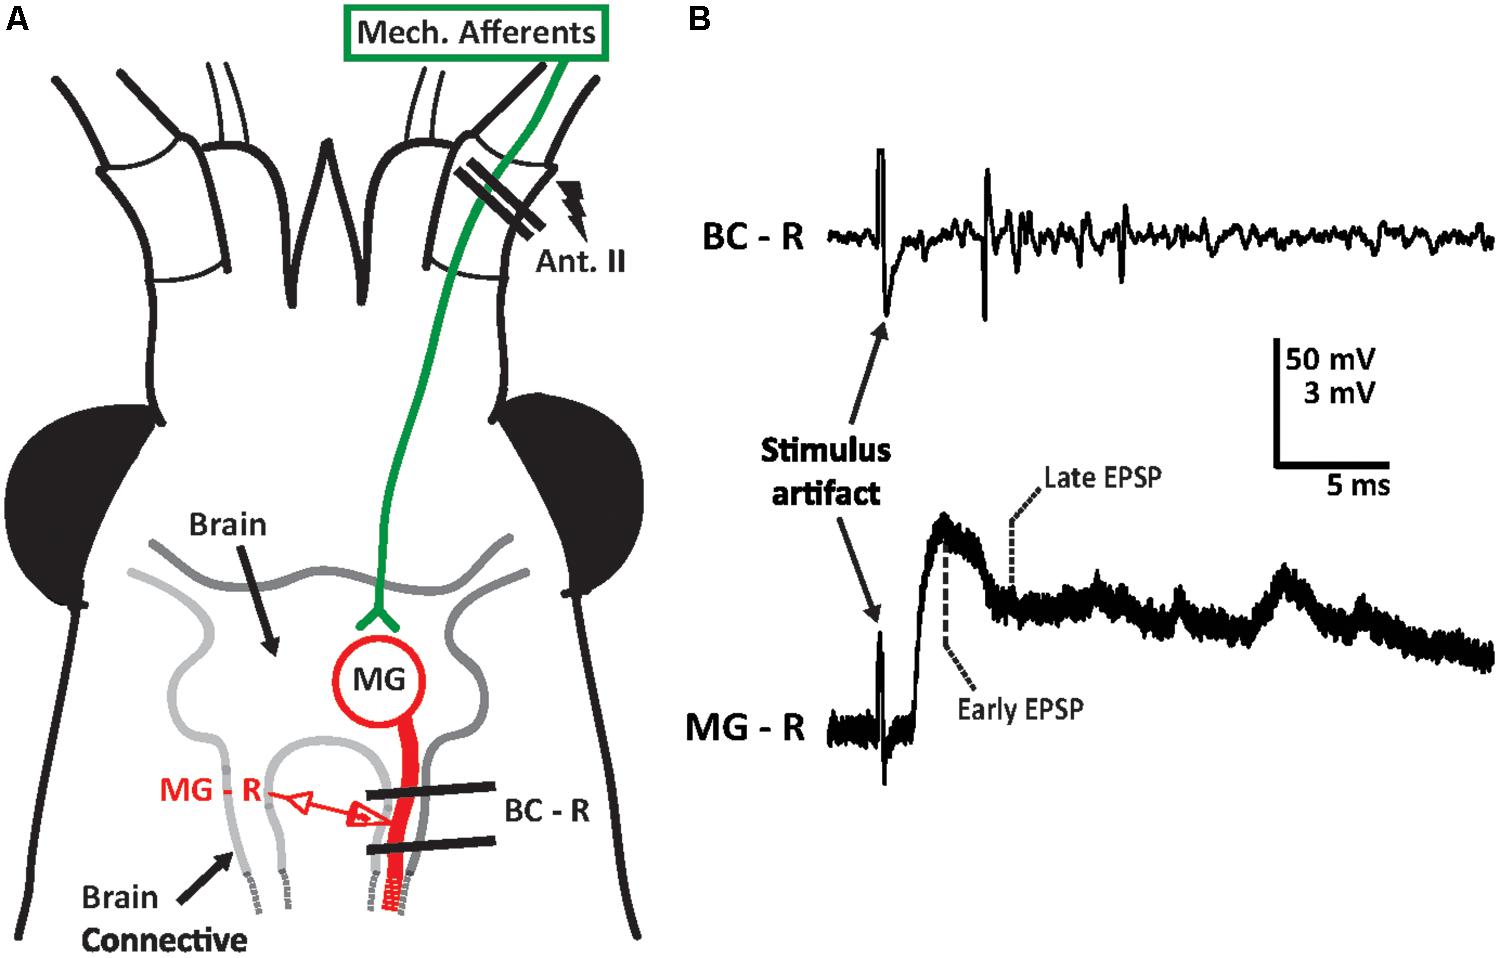 A
Mech. Afferents
Ant. II
Brain
MG
MG - R
BC - R
Brain
Connective
B
BC - R
50 mV
3 mV
5 ms
Stimulus
artifact
Late EPSP
Early EPSP
MG - R